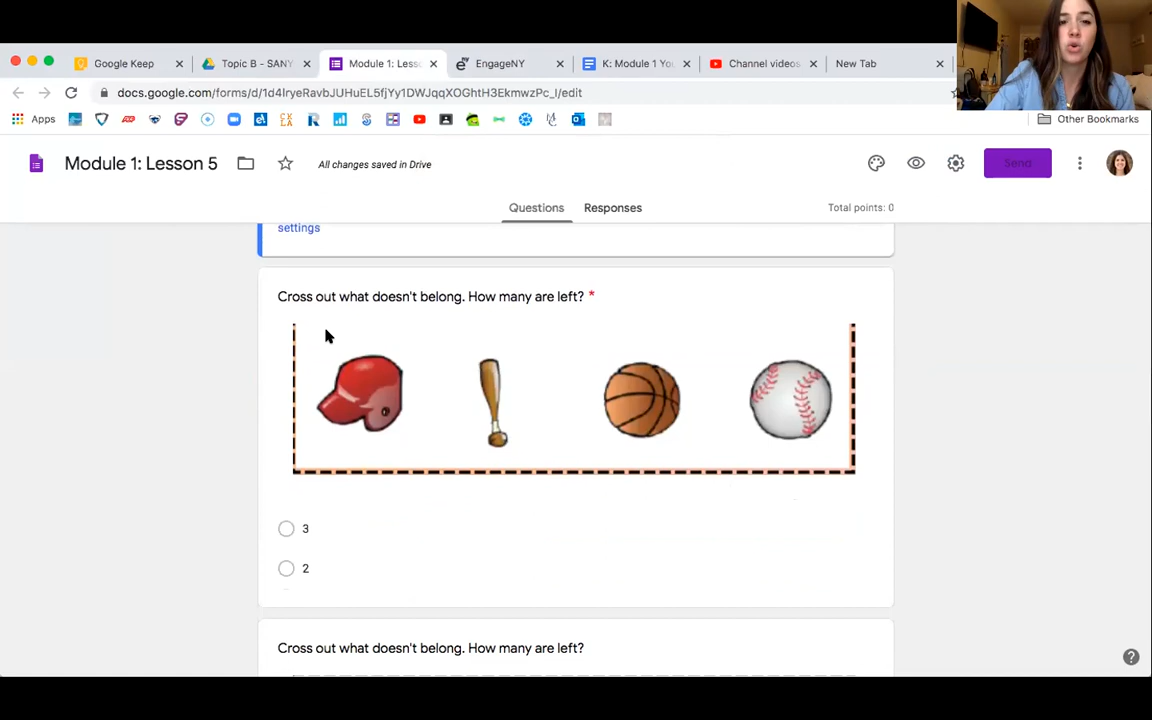 Google Keep
Topic B - SANY
Module 1: Less
EngageNY
K: Module 1 You
Channel videos
New Tab
docs.google.com/forms/d/1d4IryeRavbJUHuEL5fjYy1DWJqqXOGhtH3EkmwzPc_I/edit
Apps
Other Bookmarks
Module 1: Lesson 5
All changes saved in Drive
Send
Questions
Responses
Total points: 0
settings
Cross out what doesn't belong. How many are left? *
3
2
Cross out what doesn't belong. How many are left?